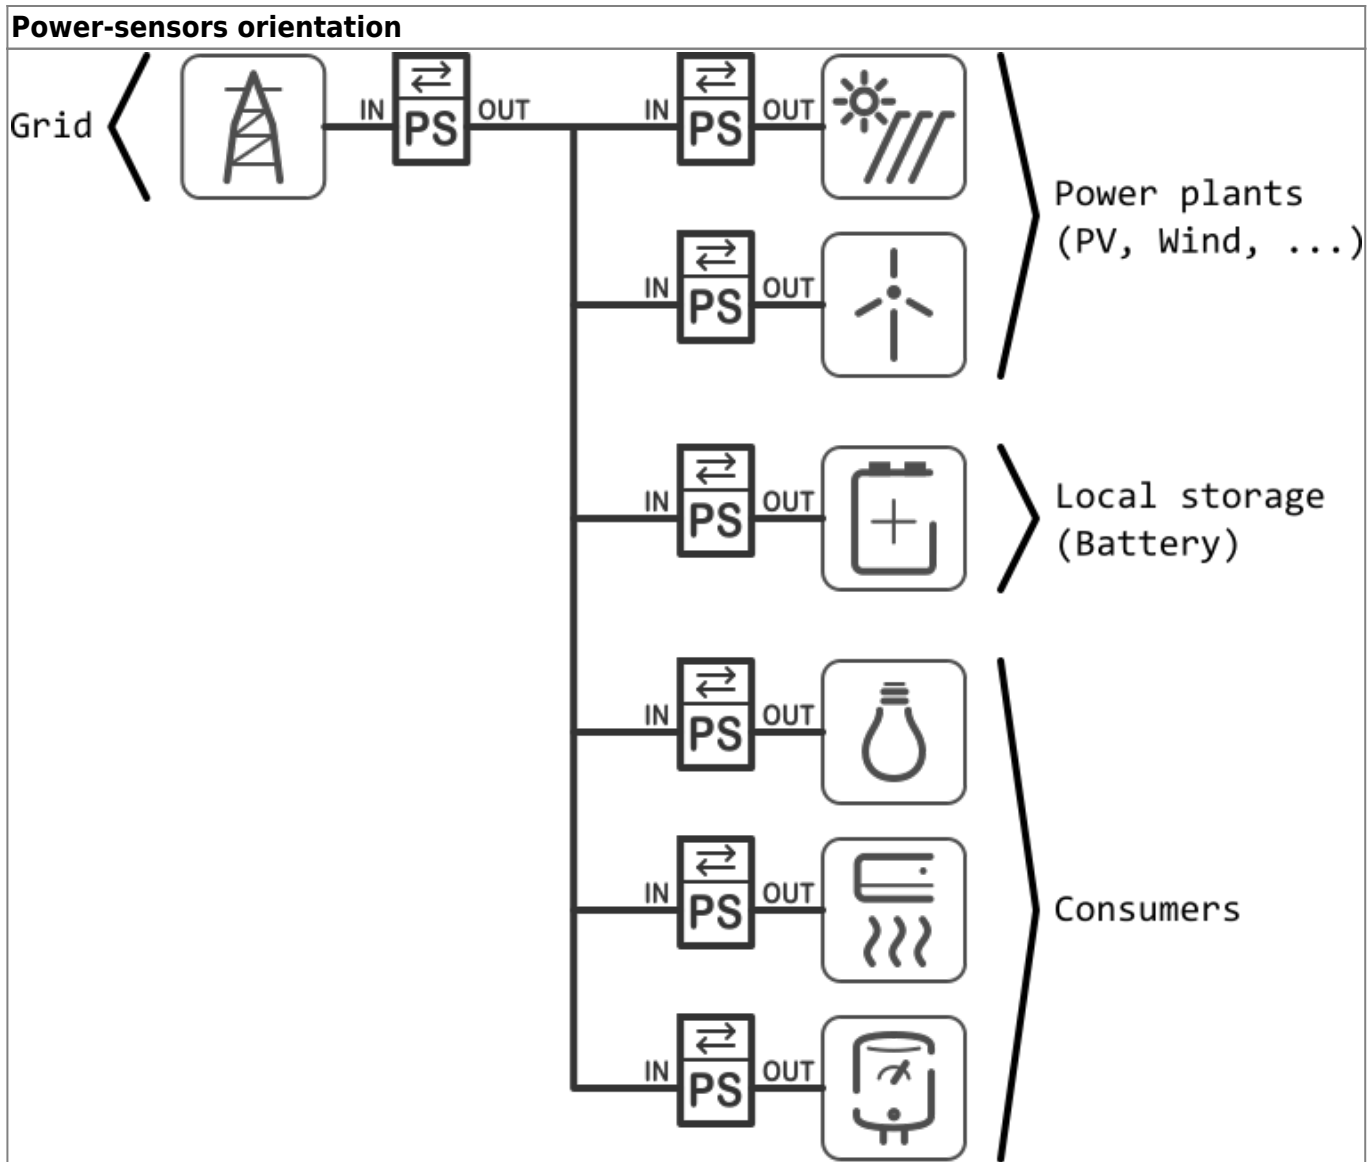 Power-sensors orientation
Grid
IN PS OUT
IN PS OUT
Power plants
(PV, Wind, ...)
IN PS OUT
IN PS OUT
Local storage
(Battery)
IN PS OUT
IN PS OUT
Consumers
IN PS OUT